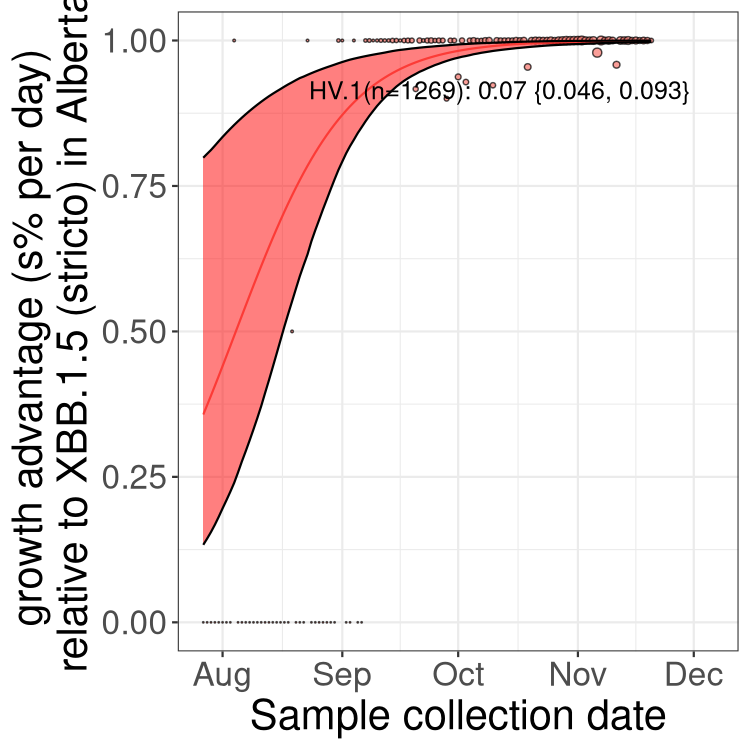 growth advantage (s% per day)
relative to XBB.1.5 (stricto) in Alberta
1.00
0.75
0.50
0.25
0.00
HV.1(n=1269): 0.07 {0.046, 0.093}
Aug Sep Oct Nov Dec
Sample collection date